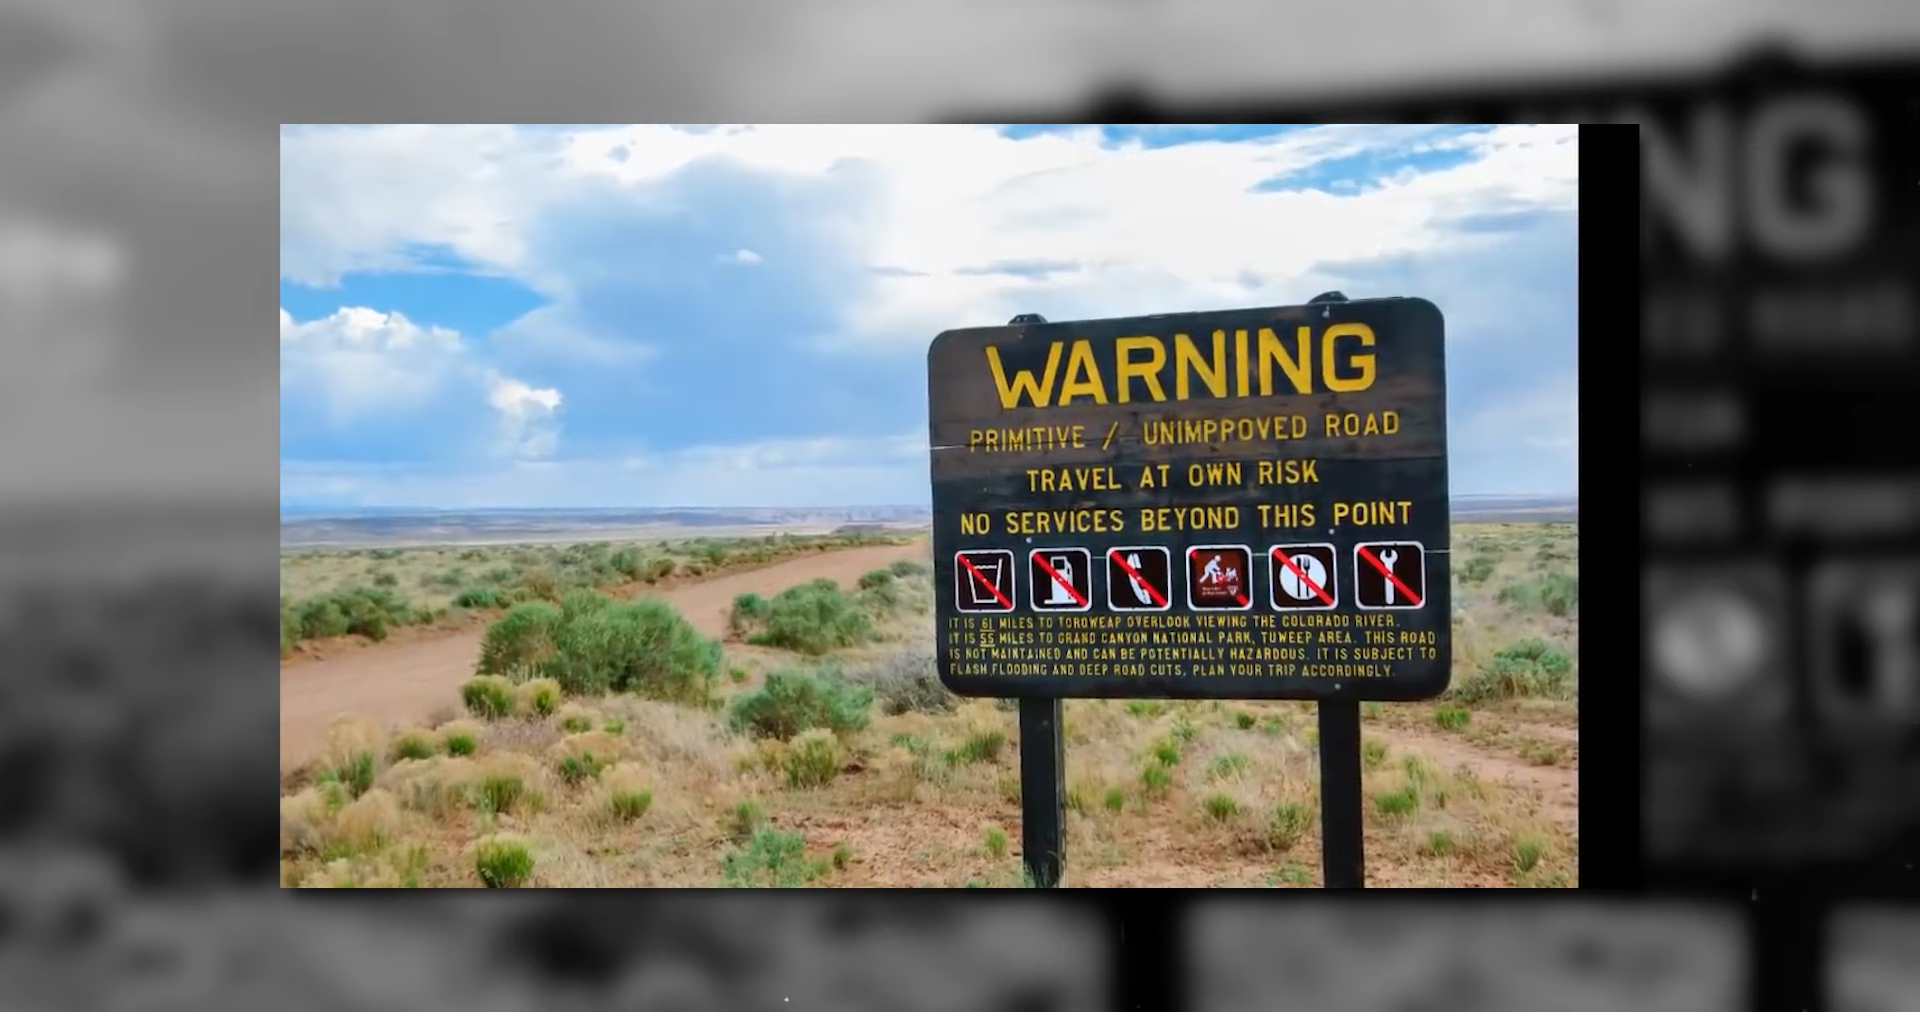 WARNING
PRIMITIVE / UNIMPPOVED ROAD
TRAVEL AT OWN RISK
NO SERVICES BEYOND THIS POINT
IT IS 61 MILES TO TOROWEAP OVERLOOK VIEWING THE COLORADO RIVER.
IT IS 55 MILES TO GRAND CANYON NATIONAL PARK, TUWEEP AREA. THIS ROAD
IS NOT MAINTAINED AND CAN BE POTENTIALLY HAZARDOUS. IT IS SUBJECT TO
FLASH FLOODING AND DEEP ROAD CUTS, PLAN YOUR TRIP ACCORDINGLY.
NG